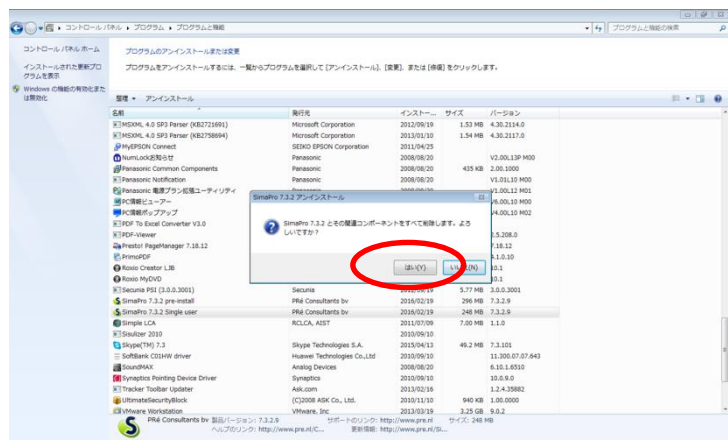 コントロール パネル ▸ プログラム ▸ プログラムと機能
プログラムと機能の検索
コントロール パネル ホーム
インストールされた更新プログラムを表示
Windows の機能の有効化または無効化
プログラムのアンインストールまたは変更
プログラムをアンインストールするには、一覧からプログラムを選択して [アンインストール]、[変更]、または [修復] をクリックします。
整理 ▾ アンインストール
名前 発行元 インストー... サイズ バージョン
MSXML 4.0 SP3 Parser (KB2721691) Microsoft Corporation 2012/09/19 1.53 MB 4.30.2114.0
MSXML 4.0 SP3 Parser (KB2758694) Microsoft Corporation 2013/01/10 1.54 MB 4.30.2117.0
MyEPSON Connect SEIKO EPSON Corporation 2011/04/25
NumLockお知らせ Panasonic 2008/08/20 V2.00L13P M00
Panasonic Common Components Panasonic 2008/08/20 435 KB 2.00.1000
Panasonic Notification Panasonic 2008/08/20 V1.01L10 M00
Panasonic 電源プラン拡張ユーティリティ Panasonic 2008/08/20 V1.00L12 M01
PC情報ビューアー V6.00L10 M00
PC情報ポップアップ V4.00L10 M02
PDF To Excel Converter V3.0
PDF-Viewer 2.5.208.0
Presto! PageManager 7.18.12 7.18.12
PrimoPDF 4.1.0.10
Roxio Creator LJB 10.1
Roxio MyDVD 10.1
SimaPro 7.3.2 アンインストール
SimaPro 7.3.2 とその関連コンポーネントをすべて削除します。よろしいですか?
はい(Y) いいえ(N)
Secunia PSI (3.0.0.3001) Secunia 2012/09/19 5.77 MB 3.0.0.3001
SimaPro 7.3.2 pre-install PRé Consultants bv 2016/02/19 296 MB 7.3.2.9
SimaPro 7.3.2 Single user PRé Consultants bv 2016/02/19 248 MB 7.3.2.9
Simple LCA RCLCA, AIST 2011/07/09 7.00 MB 1.1.0
Sisulizer 2010 2010/09/10
Skype(TM) 7.3 Skype Technologies S.A. 2015/04/13 49.2 MB 7.3.101
SoftBank C01HW driver Huawei Technologies Co.,Ltd 2010/09/10 11.300.07.07.643
SoundMAX Analog Devices 2008/08/20 6.10.1.6510
Synaptics Pointing Device Driver Synaptics 2010/09/10 10.0.9.0
Tracker Toolbar Updater Ask.com 2013/02/16 1.2.4.35882
UltimateSecurityBlock (C)2008 ASK Co., Ltd. 2010/11/10 940 KB 1.00.0000
VMware Workstation VMware, Inc 2013/03/19 3.25 GB 9.0.2
PRé Consultants bv 製品バージョン: 7.3.2.9 サポートのリンク: http://www.pre.nl サイズ: 248 MB
ヘルプのリンク: http://www.pre.nl/C... 更新情報: http://www.pre.nl/Si...